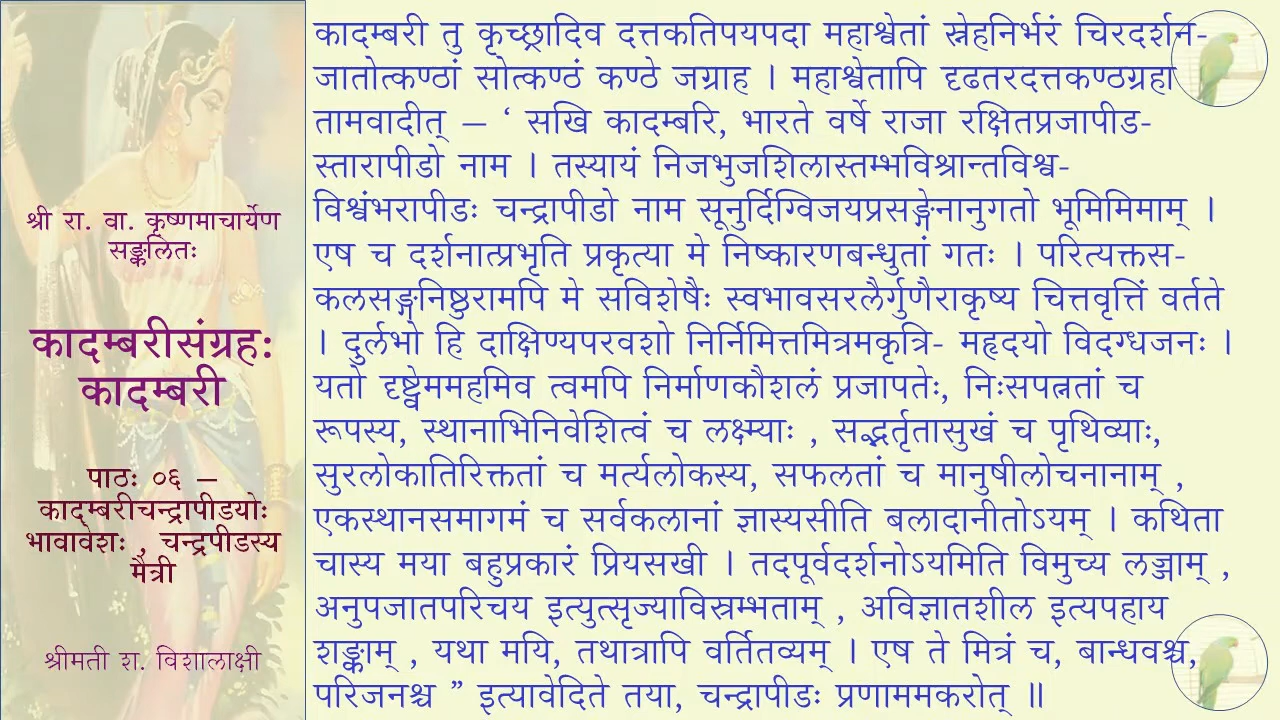 श्री रा. वा. कृष्णमाचार्येण
सङ्कलितः
कादम्बरीसंग्रहः
कादम्बरी
पाठः ०६ –
कादम्बरीचन्द्रापीडयोः
भावावेशः , चन्द्रपीडस्य
मैत्री
श्रीमती श. विशालाक्षी
कादम्बरी तु कृच्छ्रादिव दत्तकतिपयपदा महाश्वेतां स्नेहनिर्भरं चिरदर्शन-
जातोत्कण्ठां सोत्कण्ठं कण्ठे जग्राह । महाश्वेतापि दृढतरदत्तकण्ठग्रहा
तामवादीत् – ‘ सखि कादम्बरि, भारते वर्षे राजा रक्षितप्रजापीड-
स्तारापीडो नाम । तस्यायं निजभुजशिलास्तम्भविश्रान्तविश्व-
विश्वंभरापीडः चन्द्रापीडो नाम सूनुर्दिग्विजयप्रसङ्गेनानुगतो भूमिमिमाम् ।
एष च दर्शनात्प्रभृति प्रकृत्या मे निष्कारणबन्धुतां गतः । परित्यक्तस-
कलसङ्गनिष्ठुरामपि मे सविशेषैः स्वभावसरलैर्गुणैराकृष्य चित्तवृत्तिं वर्तते
। दुर्लभो हि दाक्षिण्यपरवशो निर्निमित्तमित्रमकृत्रि- महृदयो विदग्धजनः ।
यतो दृष्ट्वेममहमिव त्वमपि निर्माणकौशलं प्रजापतेः, निःसपत्नतां च
रूपस्य, स्थानाभिनिवेशित्वं च लक्ष्म्याः , सद्भर्तृतासुखं च पृथिव्याः,
सुरलोकातिरिक्ततां च मर्त्यलोकस्य, सफलतां च मानुषीलोचनानाम् ,
एकस्थानसमागमं च सर्वकलानां ज्ञास्यसीति बलादानीतोऽयम् । कथिता
चास्य मया बहुप्रकारं प्रियसखी । तदपूर्वदर्शनोऽयमिति विमुच्य लज्जाम् ,
अनुपजातपरिचय इत्युत्सृज्याविस्रम्भताम् , अविज्ञातशील इत्यपहाय
शङ्काम् , यथा मयि, तथात्रापि वर्तितव्यम् । एष ते मित्रं च, बान्धवश्च,
परिजनश्च ” इत्यावेदिते तया, चन्द्रापीडः प्रणाममकरोत् ॥